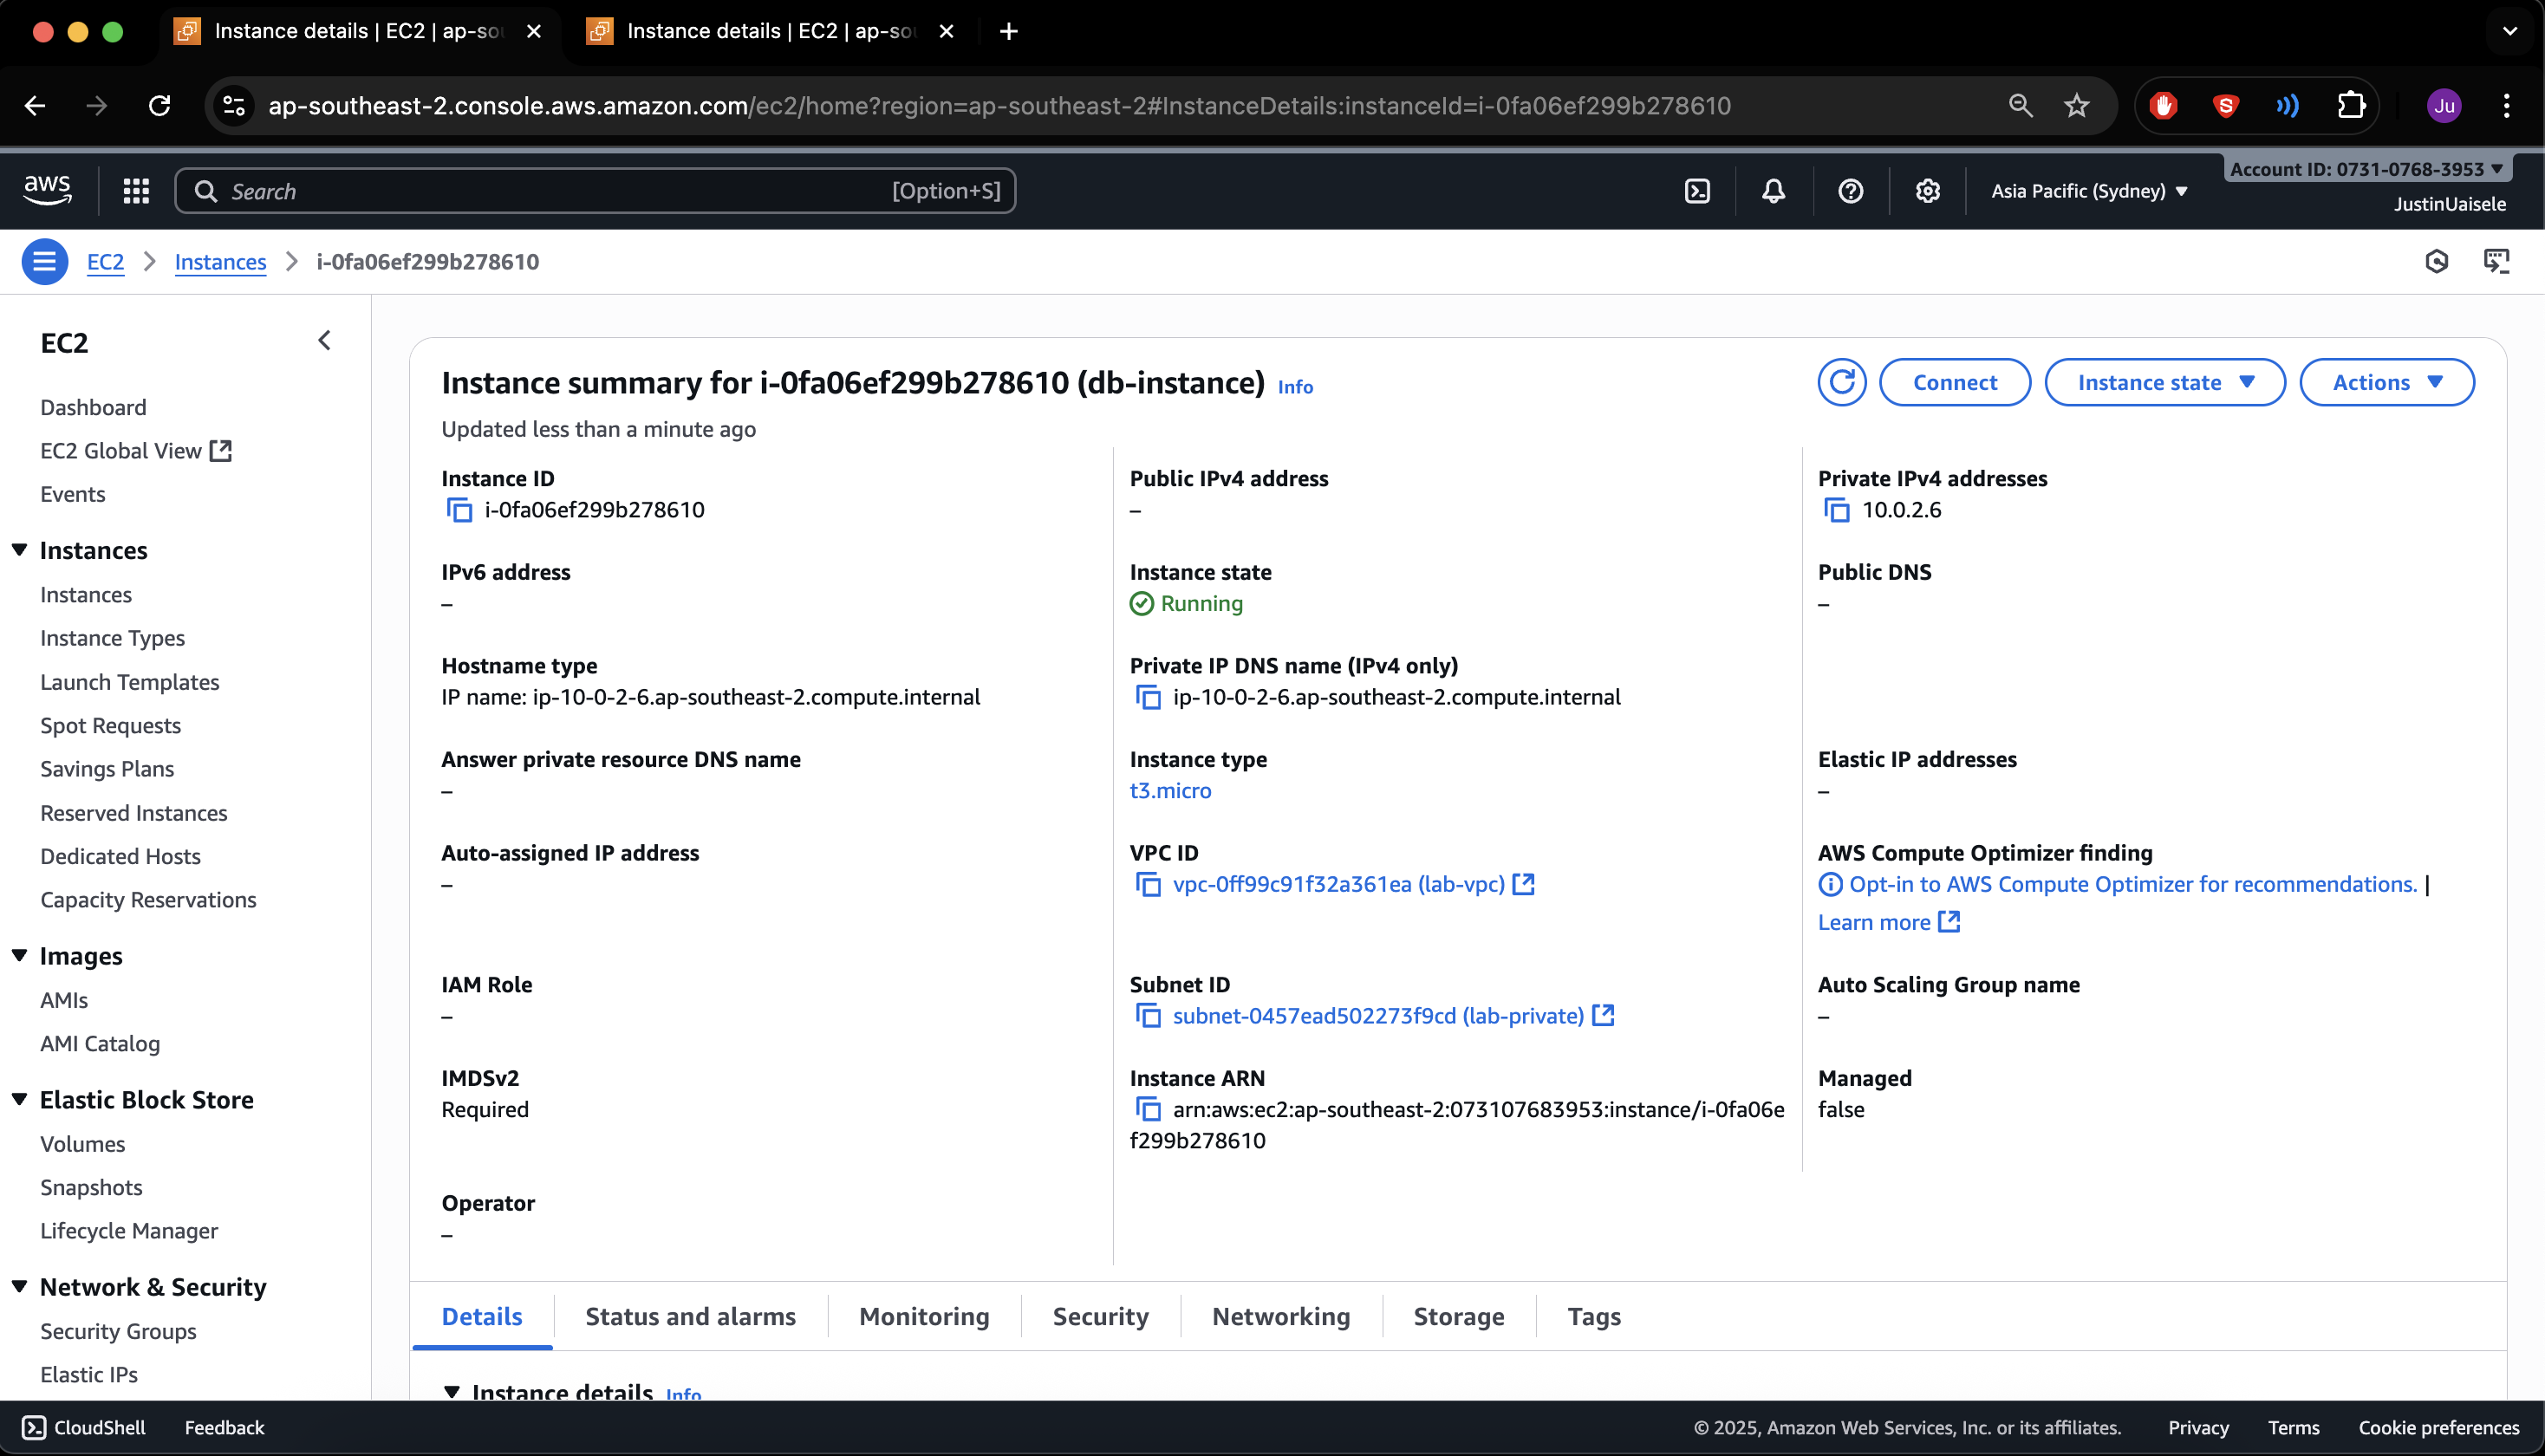 Instance details | EC2 | ap-sou
Instance details | EC2 | ap-sou
ap-southeast-2.console.aws.amazon.com/ec2/home?region=ap-southeast-2#InstanceDetails:instanceId=i-0fa06ef299b278610
Ju
aws
Search
[Option+S]
Asia Pacific (Sydney)
Account ID: 0731-0768-3953
JustinUaisele
EC2 > Instances > i-0fa06ef299b278610
EC2
Dashboard
EC2 Global View
Events
Instances
Instances
Instance Types
Launch Templates
Spot Requests
Savings Plans
Reserved Instances
Dedicated Hosts
Capacity Reservations
Images
AMIs
AMI Catalog
Elastic Block Store
Volumes
Snapshots
Lifecycle Manager
Network & Security
Security Groups
Elastic IPs
Instance summary for i-0fa06ef299b278610 (db-instance) Info
Updated less than a minute ago
Connect
Instance state
Actions
Instance ID
i-0fa06ef299b278610
Public IPv4 address
–
Private IPv4 addresses
10.0.2.6
IPv6 address
–
Instance state
Running
Public DNS
–
Hostname type
IP name: ip-10-0-2-6.ap-southeast-2.compute.internal
Private IP DNS name (IPv4 only)
ip-10-0-2-6.ap-southeast-2.compute.internal
Answer private resource DNS name
–
Instance type
t3.micro
Elastic IP addresses
–
Auto-assigned IP address
–
VPC ID
vpc-0ff99c91f32a361ea (lab-vpc)
AWS Compute Optimizer finding
Opt-in to AWS Compute Optimizer for recommendations. |
Learn more
IAM Role
–
Subnet ID
subnet-0457ead502273f9cd (lab-private)
Auto Scaling Group name
–
IMDSv2
Required
Instance ARN
arn:aws:ec2:ap-southeast-2:073107683953:instance/i-0fa06e
f299b278610
Managed
false
Operator
–
Details
Status and alarms
Monitoring
Security
Networking
Storage
Tags
Instance details Info
CloudShell
Feedback
© 2025, Amazon Web Services, Inc. or its affiliates.
Privacy
Terms
Cookie preferences